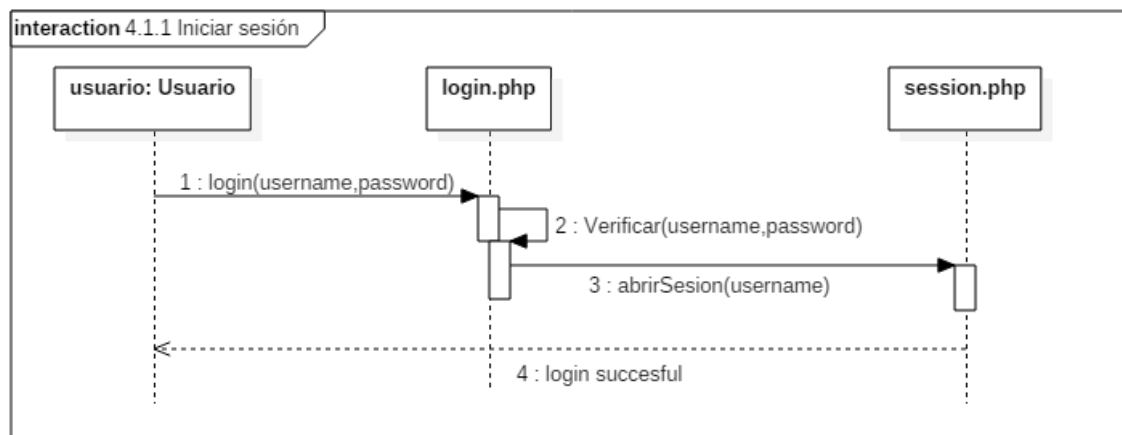 interaction 4.1.1 Iniciar sesión
usuario: Usuario
login.php
session.php
1 : login(username,password)
2 : Verificar(username,password)
3 : abrirSesion(username)
4 : login succesful